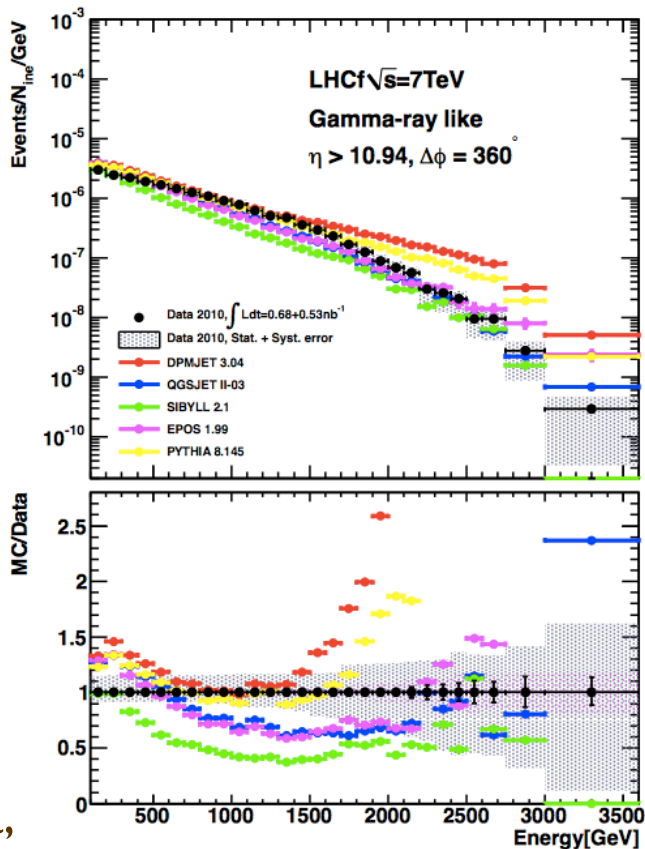 10⁻³
10⁻⁴
10⁻⁵
10⁻⁶
10⁻⁷
10⁻⁸
10⁻⁹
10⁻¹⁰
Events/N_ine/GeV
LHCf √s=7TeV
Gamma-ray like
η > 10.94, Δϕ = 360°
Data 2010, ∫ Ldt=0.68+0.53nb⁻¹
Data 2010, Stat. + Syst. error
DPMJET 3.04
QGSJET II-03
SIBYLL 2.1
EPOS 1.99
PYTHIA 8.145
MC/Data
2.5
2
1.5
1
0.5
0
500 1000 1500 2000 2500 3000 3500
Energy[GeV]